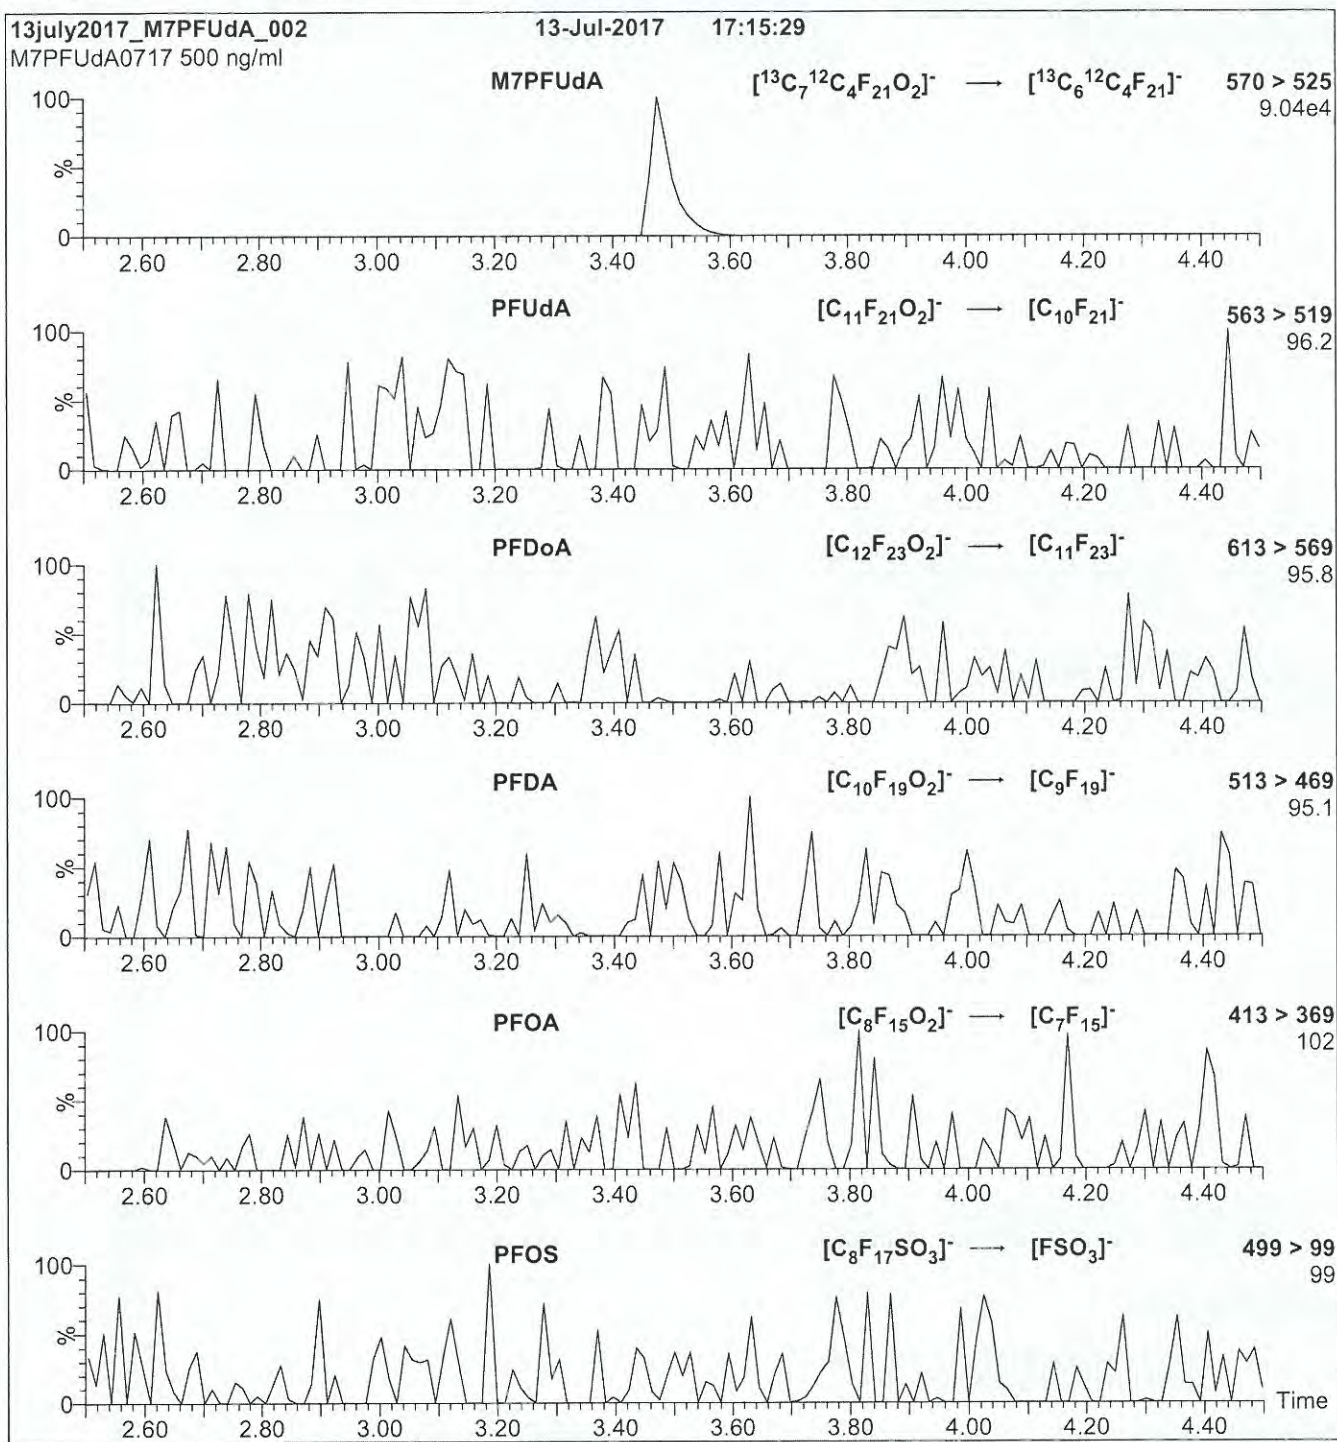 13july2017_M7PFUdA_002 13-Jul-2017 17:15:29
M7PFUdA0717 500 ng/ml
M7PFUdA [¹³C₇¹²C₄F₂₁O₂]⁻ → [¹³C₆¹²C₄F₂₁]⁻ 570 > 525
9.04e4
100
%
0
2.60 2.80 3.00 3.20 3.40 3.60 3.80 4.00 4.20 4.40
PFUdA [C₁₁F₂₁O₂]⁻ → [C₁₀F₂₁]⁻ 563 > 519
96.2
100
%
0
2.60 2.80 3.00 3.20 3.40 3.60 3.80 4.00 4.20 4.40
PFDoA [C₁₂F₂₃O₂]⁻ → [C₁₁F₂₃]⁻ 613 > 569
95.8
100
%
0
2.60 2.80 3.00 3.20 3.40 3.60 3.80 4.00 4.20 4.40
PFDA [C₁₀F₁₉O₂]⁻ → [C₉F₁₉]⁻ 513 > 469
95.1
100
%
0
2.60 2.80 3.00 3.20 3.40 3.60 3.80 4.00 4.20 4.40
PFOA [C₈F₁₅O₂]⁻ → [C₇F₁₅]⁻ 413 > 369
102
100
%
0
2.60 2.80 3.00 3.20 3.40 3.60 3.80 4.00 4.20 4.40
PFOS [C₈F₁₇SO₃]⁻ → [FSO₃]⁻ 499 > 99
99
100
%
0
Time
2.60 2.80 3.00 3.20 3.40 3.60 3.80 4.00 4.20 4.40